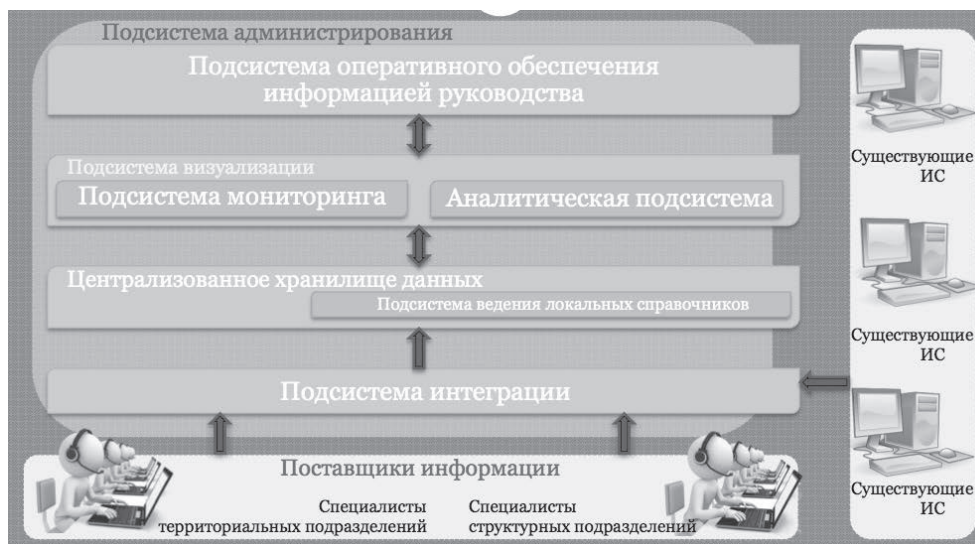 Подсистема администрирования
Подсистема оперативного обеспечения
информацией руководства
Подсистема визуализации
Подсистема мониторинга
Аналитическая подсистема
Централизованное хранилище данных
Подсистема ведения локальных справочников
Подсистема интеграции
Поставщики информации
Специалисты
территориальных подразделений
Специалисты
структурных подразделений
Существующие
ИС
Существующие
ИС
Существующие
ИС